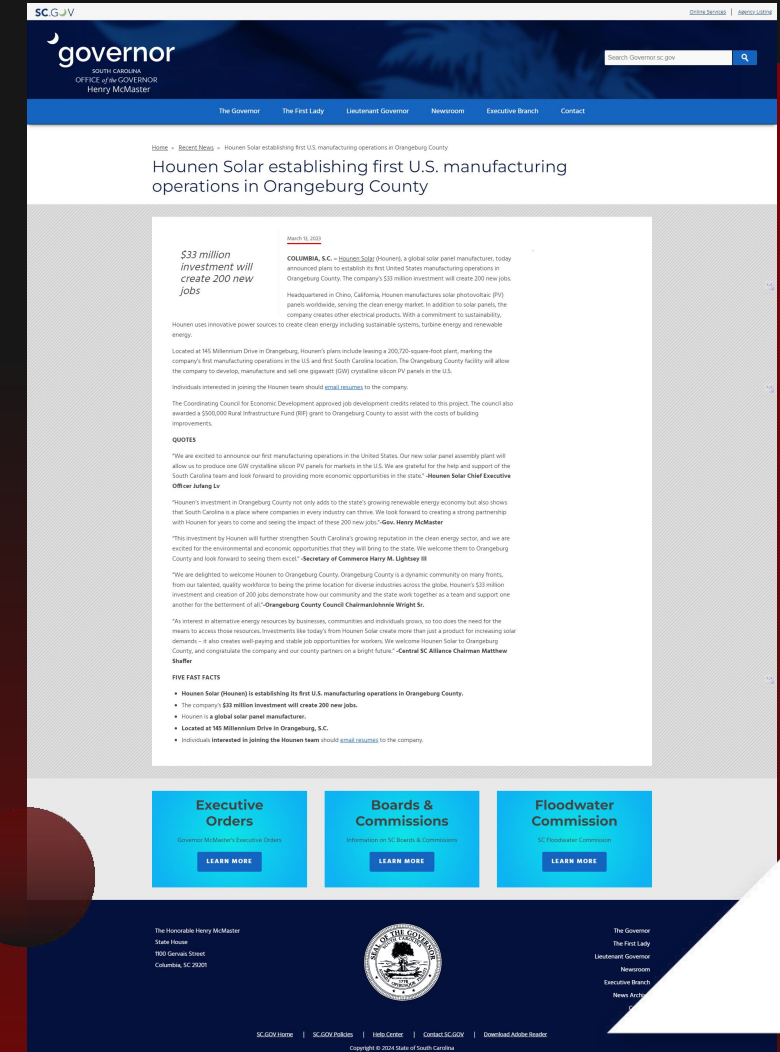 SC.GOV
Online Services | Agency Listing
governor
SOUTH CAROLINA
OFFICE of the GOVERNOR
Henry McMaster
Search Governor.sc.gov
The Governor The First Lady Lieutenant Governor Newsroom Executive Branch Contact
Home » Recent News » Hounen Solar establishing first U.S. manufacturing operations in Orangeburg County
Hounen Solar establishing first U.S. manufacturing
operations in Orangeburg County
March 13, 2023
$33 million
investment will
create 200 new
jobs
COLUMBIA, S.C. – Hounen Solar (Hounen), a global solar panel manufacturer, today
announced plans to establish its first United States manufacturing operations in
Orangeburg County. The company's $33 million investment will create 200 new jobs.
Headquartered in Chino, California, Hounen manufactures solar photovoltaic (PV)
panels worldwide, serving the clean energy market. In addition to solar panels, the
company creates other electrical products. With a commitment to sustainability,
Hounen uses innovative power sources to create clean energy including sustainable systems, turbine energy and renewable
energy.
Located at 145 Millennium Drive in Orangeburg, Hounen's plans include leasing a 200,720-square-foot plant, marking the
company's first manufacturing operations in the U.S and first South Carolina location. The Orangeburg County facility will allow
the company to develop, manufacture and sell one gigawatt (GW) crystalline silicon PV panels in the U.S.
Individuals interested in joining the Hounen team should email resumes to the company.
The Coordinating Council for Economic Development approved job development credits related to this project. The council also
awarded a $500,000 Rural Infrastructure Fund (RIF) grant to Orangeburg County to assist with the costs of building
improvements.
QUOTES
"We are excited to announce our first manufacturing operations in the United States. Our new solar panel assembly plant will
allow us to produce one GW crystalline silicon PV panels for markets in the U.S. We are grateful for the help and support of the
South Carolina team and look forward to providing more economic opportunities in the state." -Hounen Solar Chief Executive
Officer Jufang Lv
"Hounen's investment in Orangeburg County not only adds to the state's growing renewable energy economy but also shows
that South Carolina is a place where companies in every industry can thrive. We look forward to creating a strong partnership
with Hounen for years to come and seeing the impact of these 200 new jobs."-Gov. Henry McMaster
"This investment by Hounen will further strengthen South Carolina's growing reputation in the clean energy sector, and we are
excited for the environmental and economic opportunities that they will bring to the state. We welcome them to Orangeburg
County and look forward to seeing them excel." -Secretary of Commerce Harry M. Lightsey III
"We are delighted to welcome Hounen to Orangeburg County. Orangeburg County is a dynamic community on many fronts,
from our talented, quality workforce to being the prime location for diverse industries across the globe. Hounen's $33 million
investment and creation of 200 jobs demonstrate how our community and the state work together as a team and support one
another for the betterment of all."-Orangeburg County Council ChairmanJohnnie Wright Sr.
"As interest in alternative energy resources by businesses, communities and individuals grows, so too does the need for the
means to access those resources. Investments like today's from Hounen Solar create more than just a product for increasing solar
demands – it also creates well-paying and stable job opportunities for workers. We welcome Hounen Solar to Orangeburg
County, and congratulate the company and our county partners on a bright future." -Central SC Alliance Chairman Matthew
Shaffer
FIVE FAST FACTS
• Hounen Solar (Hounen) is establishing its first U.S. manufacturing operations in Orangeburg County.
• The company's $33 million investment will create 200 new jobs.
• Hounen is a global solar panel manufacturer.
• Located at 145 Millennium Drive in Orangeburg, S.C.
• Individuals interested in joining the Hounen team should email resumes to the company.
Executive
Orders
Governor McMaster's Executive Orders
LEARN MORE
Boards &
Commissions
Information on SC Boards & Commissions
LEARN MORE
Floodwater
Commission
SC Floodwater Commission
LEARN MORE
The Honorable Henry McMaster
State House
1100 Gervais Street
Columbia, SC 29201
SEAL OF THE GOVERNOR
SOUTH CAROLINA
1776
The Governor
The First Lady
Lieutenant Governor
Newsroom
Executive Branch
News
SC.GOV Home | SC.GOV Policies | Help Center | Contact SC.GOV | Download Adobe Reader
Copyright © 2024 State of South Carolina